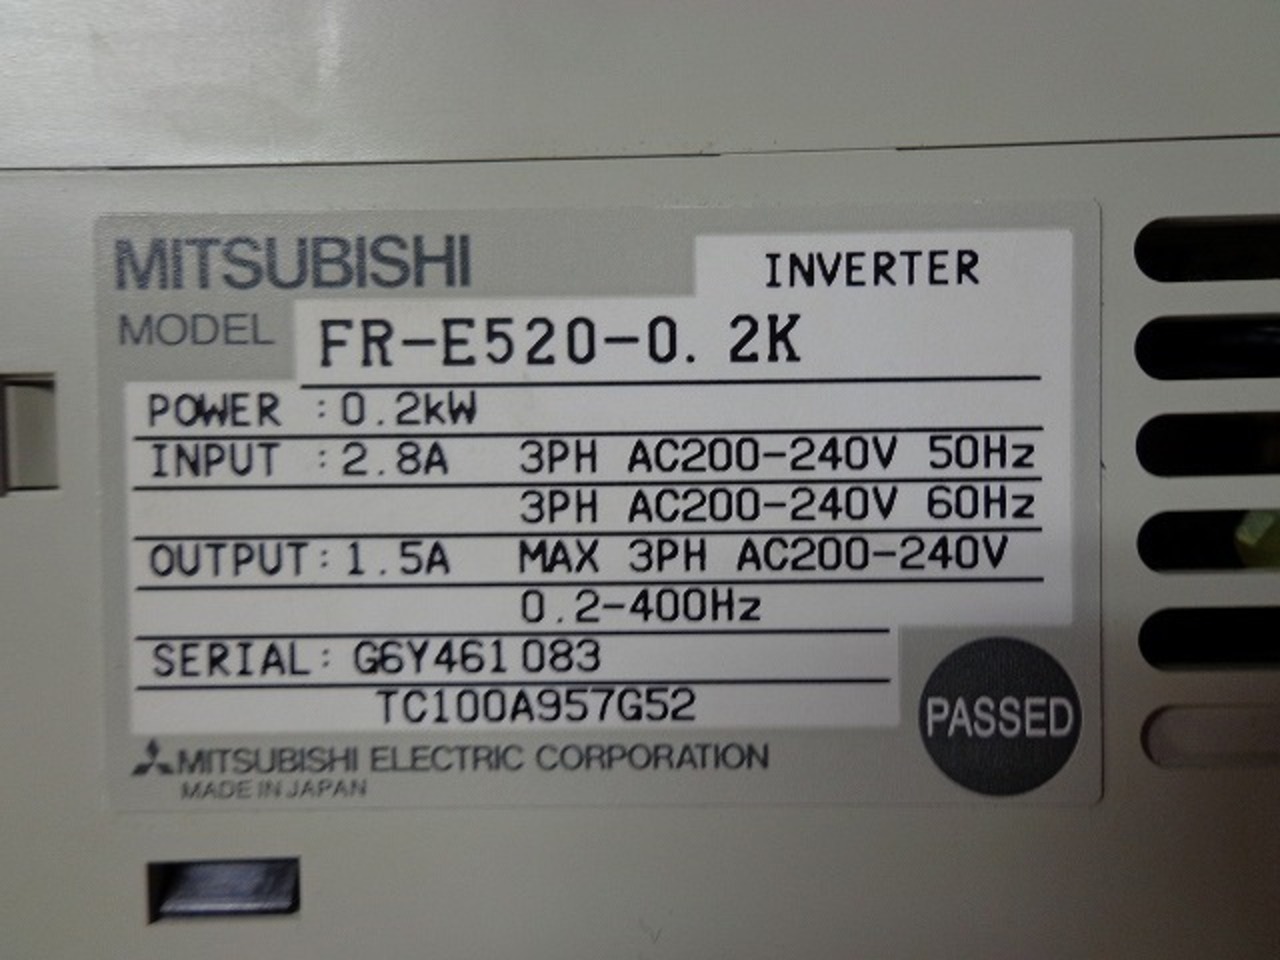 MITSUBISHI
INVERTER
MODEL FR-E520-0.2K
POWER :0.2kW
INPUT :2.8A 3PH AC200-240V 50Hz
3PH AC200-240V 60Hz
OUTPUT:1.5A MAX 3PH AC200-240V
0.2-400Hz
SERIAL: G6Y461083
TC100A957G52
PASSED
MITSUBISHI ELECTRIC CORPORATION
MADE IN JAPAN